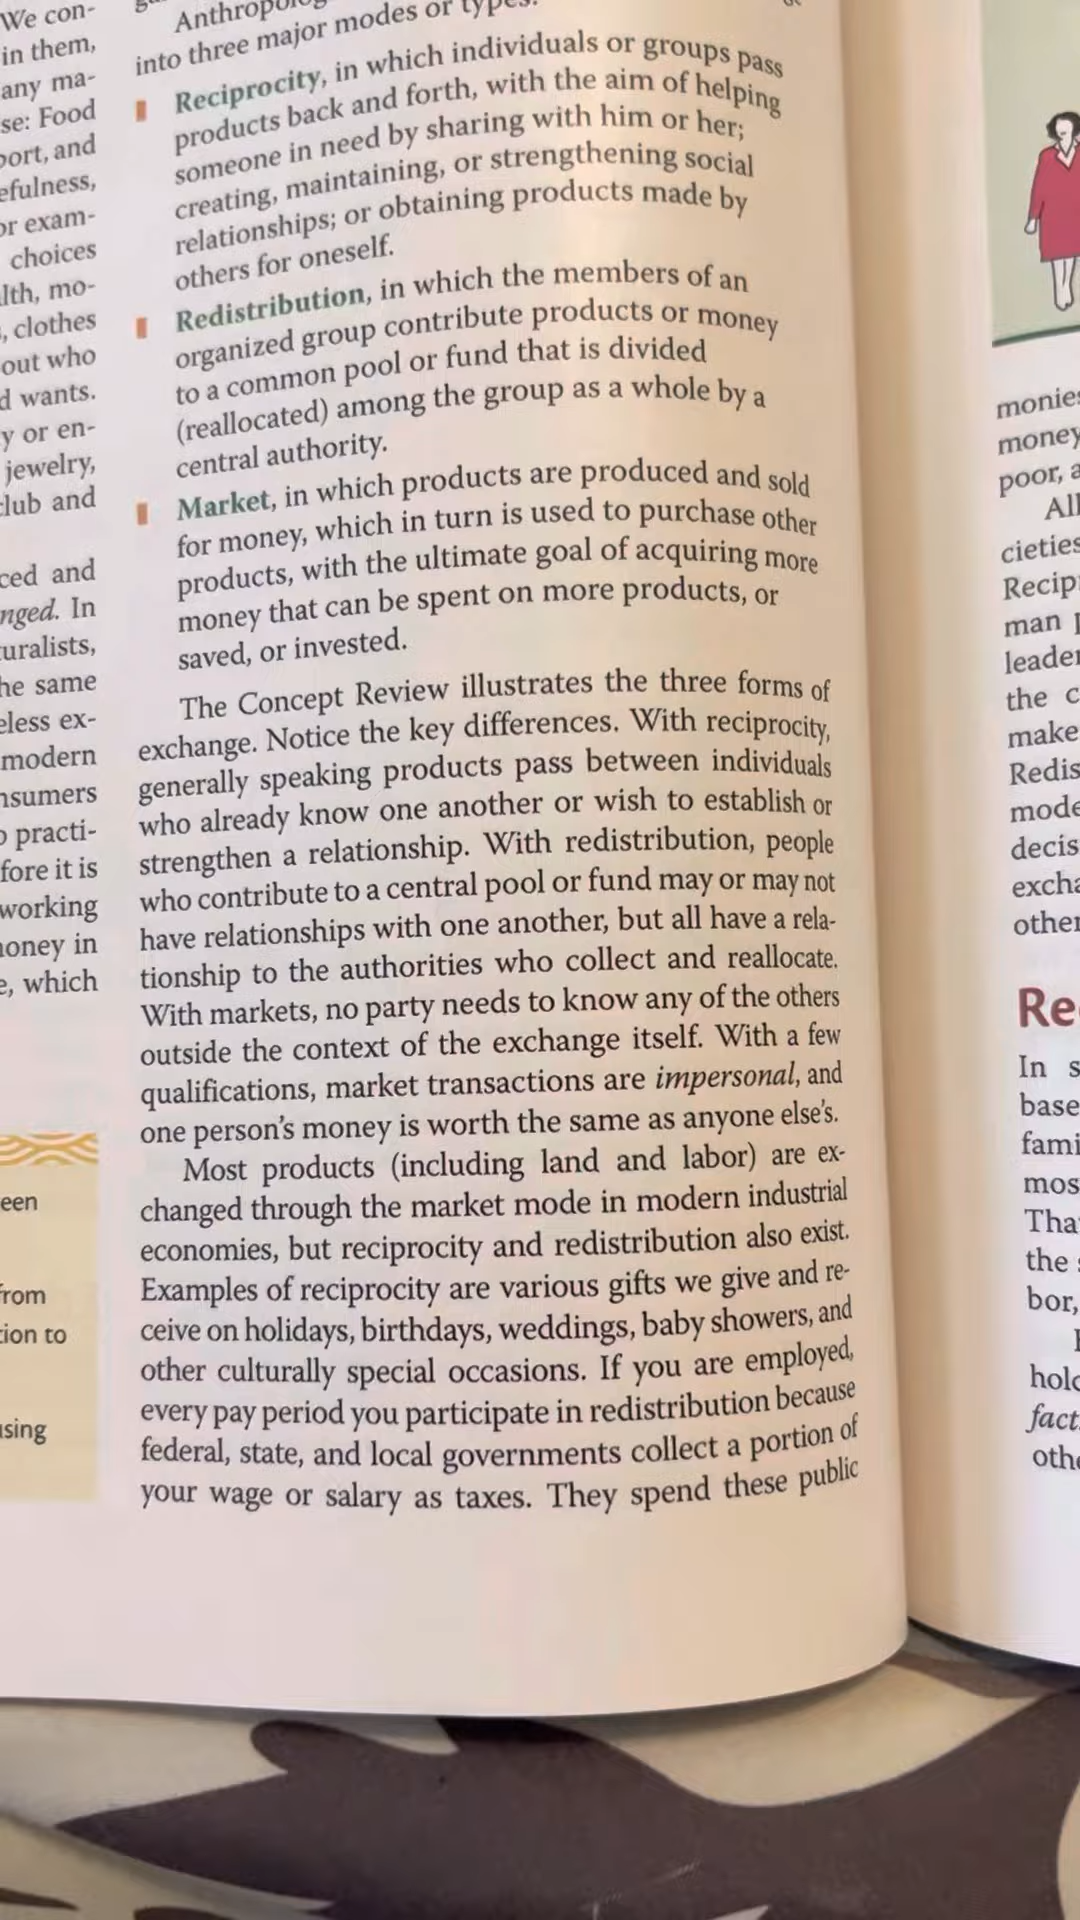 We con-
in them,
any ma-
se: Food
port, and
efulness,
or exam-
choices
lth, mo-
, clothes
out who
d wants.
y or en-
jewelry,
club and
ced and
nged. In
turalists,
he same
eless ex-
modern
nsumers
o practi-
fore it is
working
money in
e, which
een
from
tion to
using
into three major modes or types.
Reciprocity, in which individuals or groups pass
products back and forth, with the aim of helping
someone in need by sharing with him or her;
creating, maintaining, or strengthening social
relationships; or obtaining products made by
others for oneself.
Redistribution, in which the members of an
organized group contribute products or money
to a common pool or fund that is divided
(reallocated) among the group as a whole by a
central authority.
Market, in which products are produced and sold
for money, which in turn is used to purchase other
products, with the ultimate goal of acquiring more
money that can be spent on more products, or
saved, or invested.
The Concept Review illustrates the three forms of
exchange. Notice the key differences. With reciprocity,
generally speaking products pass between individuals
who already know one another or wish to establish or
strengthen a relationship. With redistribution, people
who contribute to a central pool or fund may or may not
have relationships with one another, but all have a rela-
tionship to the authorities who collect and reallocate.
With markets, no party needs to know any of the others
outside the context of the exchange itself. With a few
qualifications, market transactions are impersonal, and
one person's money is worth the same as anyone else's.
Most products (including land and labor) are ex-
changed through the market mode in modern industrial
economies, but reciprocity and redistribution also exist.
Examples of reciprocity are various gifts we give and re-
ceive on holidays, birthdays, weddings, baby showers, and
other culturally special occasions. If you are employed,
every pay period you participate in redistribution because
federal, state, and local governments collect a portion of
your wage or salary as taxes. They spend these public
monies
money
poor, a
All
cieties
Recip
man
leader
the c
make
Redis
mode
decis
excha
other
Re
In s
base
fami
mos
Tha
the
bor,
hold
fact
othe